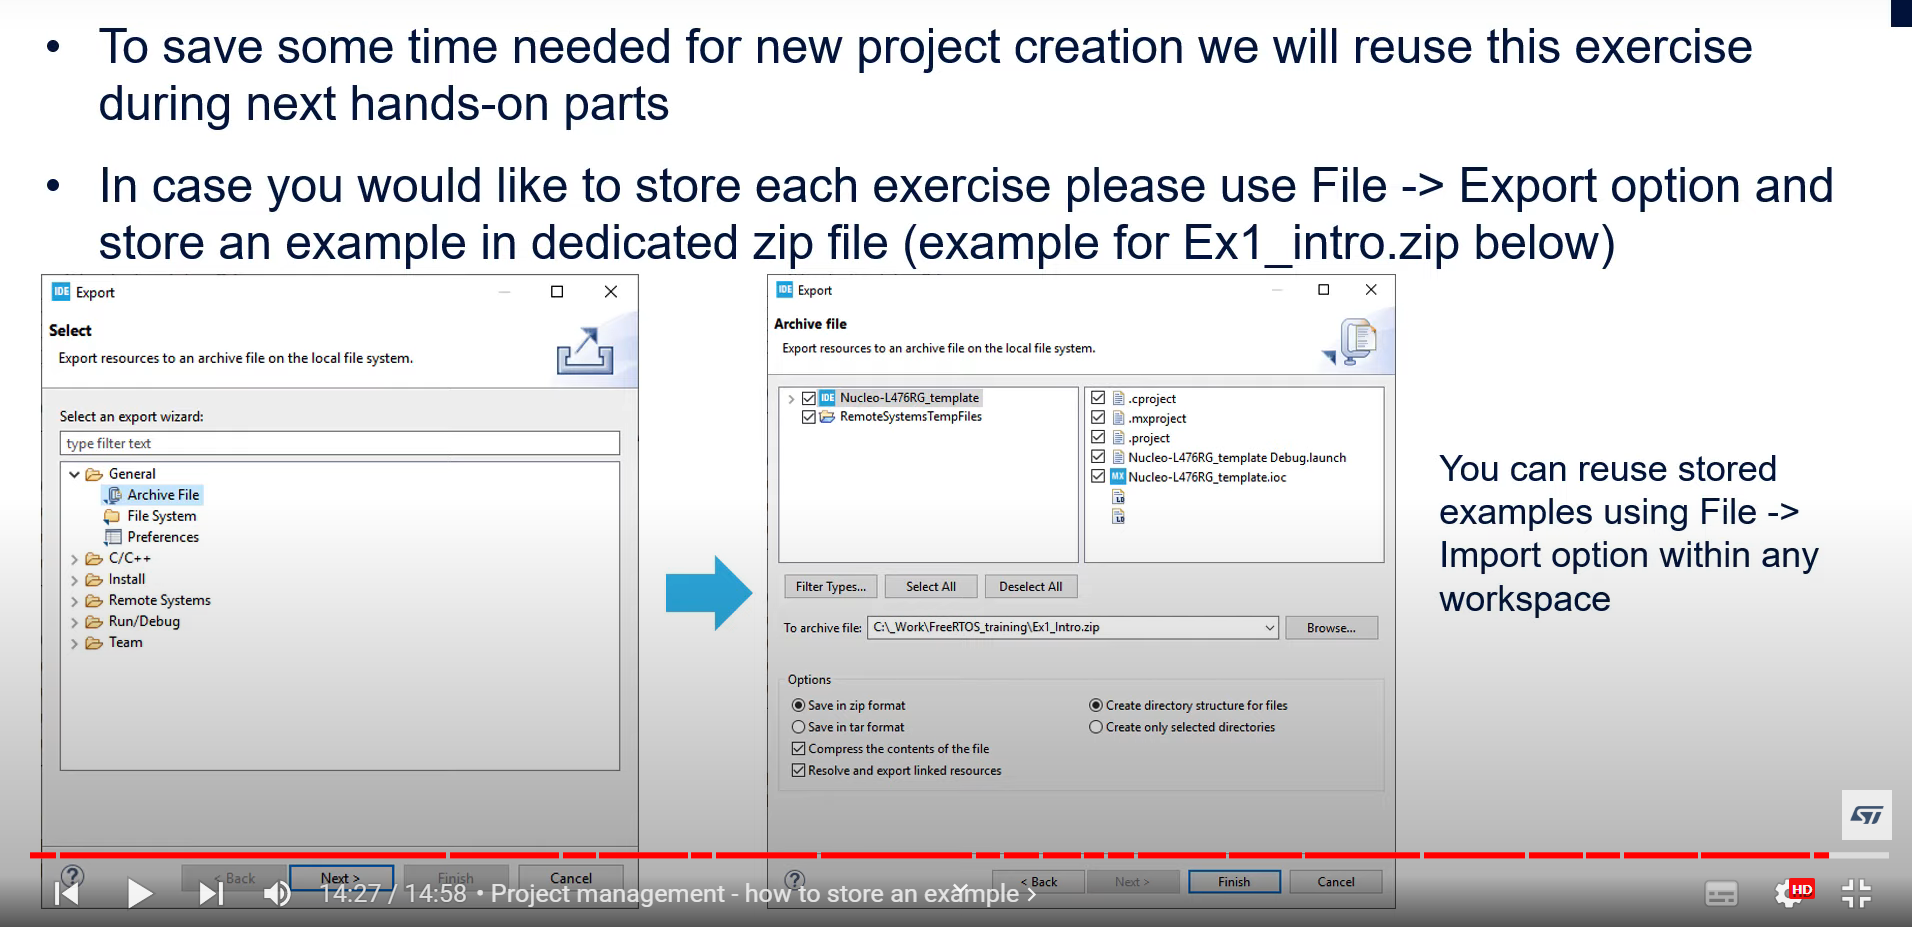 • To save some time needed for new project creation we will reuse this exercise
during next hands-on parts
• In case you would like to store each exercise please use File -> Export option and
store an example in dedicated zip file (example for Ex1_intro.zip below)
IDE Export
Select
Export resources to an archive file on the local file system.
Select an export wizard:
type filter text
General
Archive File
File System
Preferences
C/C++
Install
Remote Systems
Run/Debug
Team
< Back
Next >
Finish
Cancel
IDE Export
Archive file
Export resources to an archive file on the local file system.
IDE Nucleo-L476RG_template
RemoteSystemsTempFiles
.cproject
.mxproject
.project
Nucleo-L476RG_template Debug.launch
MX Nucleo-L476RG_template.ioc
LD
LD
Filter Types...
Select All
Deselect All
To archive file:
C:\_Work\FreeRTOS_training\Ex1_Intro.zip
Browse...
Options
Save in zip format
Create directory structure for files
Save in tar format
Create only selected directories
Compress the contents of the file
Resolve and export linked resources
< Back
Next >
Finish
Cancel
You can reuse stored
examples using File ->
Import option within any
workspace
ST
14:27 / 14:58 • Project management - how to store an example >
HD